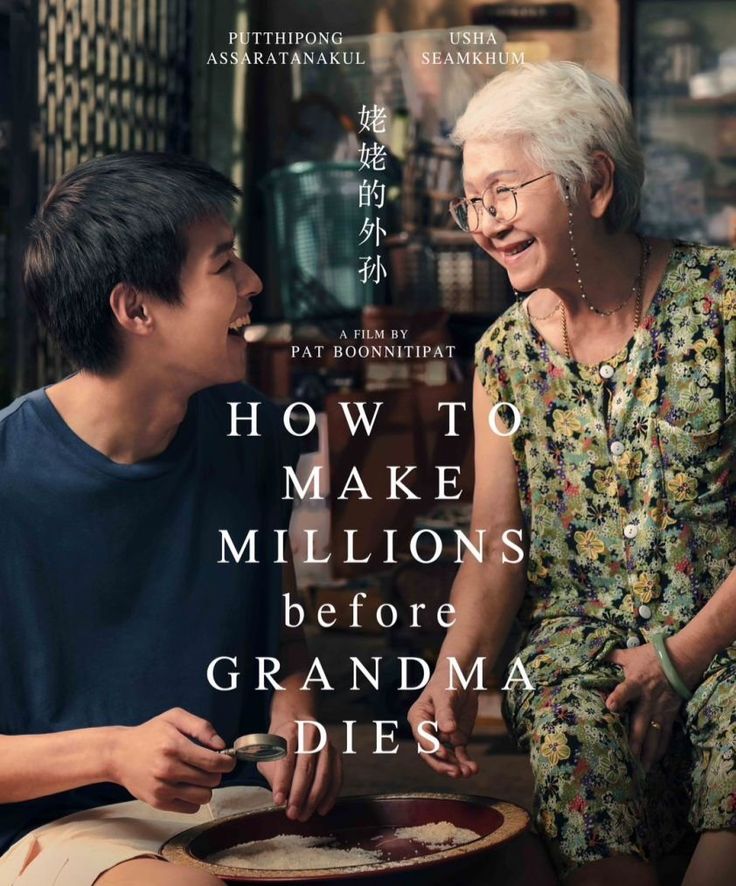 PUTTHIPONG
ASSARATANAKUL
USHA
SEAMKHUM
姥姥的外孙
A FILM BY
PAT BOONNITIPAT
HOW TO
MAKE
MILLIONS
before
GRANDMA
DIES